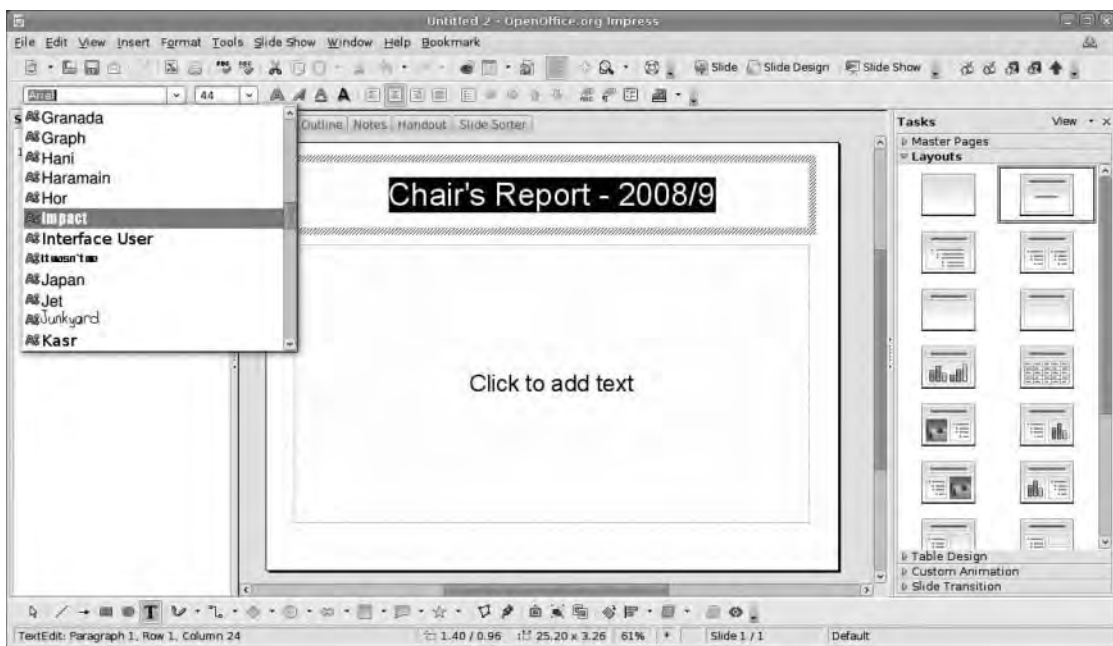 Untitled 2 - OpenOffice.org Impress
File Edit View Insert Format Tools Slide Show Window Help Bookmark
Slide Slide Design Slide Show
Arial 44
Outline Notes Handout Slide Sorter
Granada
Graph
Hani
Haramain
Hor
Impact
Interface User
It wasn't me
Japan
Jet
Junkyard
Kasr
Chair's Report - 2008/9
Click to add text
Tasks View
Master Pages
Layouts
Table Design
Custom Animation
Slide Transition
TextEdit: Paragraph 1, Row 1, Column 24 1.40 / 0.96 25.20 x 3.26 61% * Slide 1 / 1 Default